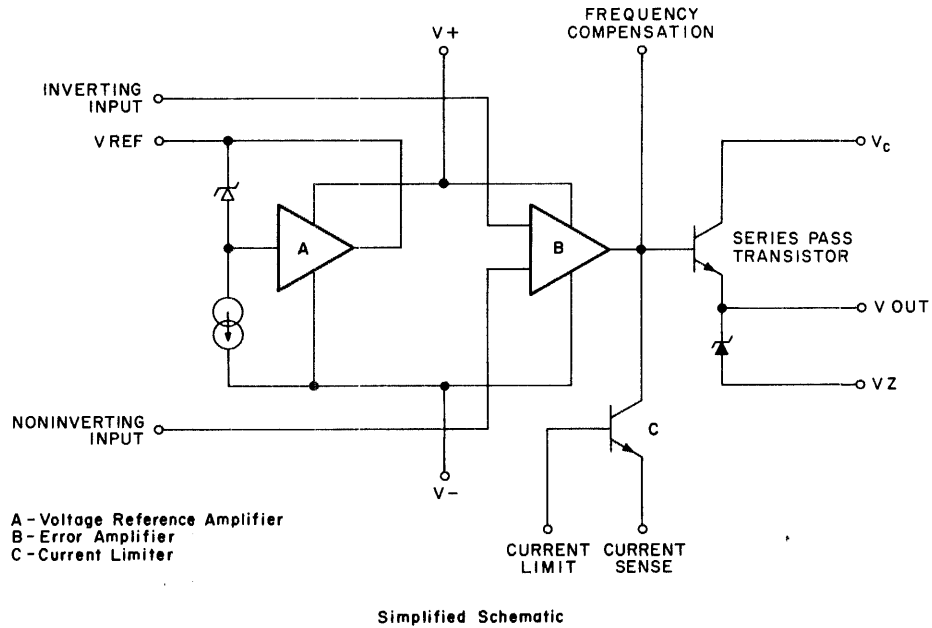 FREQUENCY
COMPENSATION
V+
INVERTING
INPUT
V REF
VC
A
B
SERIES PASS
TRANSISTOR
V OUT
VZ
NONINVERTING
INPUT
C
V-
A-Voltage Reference Amplifier
B-Error Amplifier
C-Current Limiter
CURRENT
LIMIT
CURRENT
SENSE
Simplified Schematic